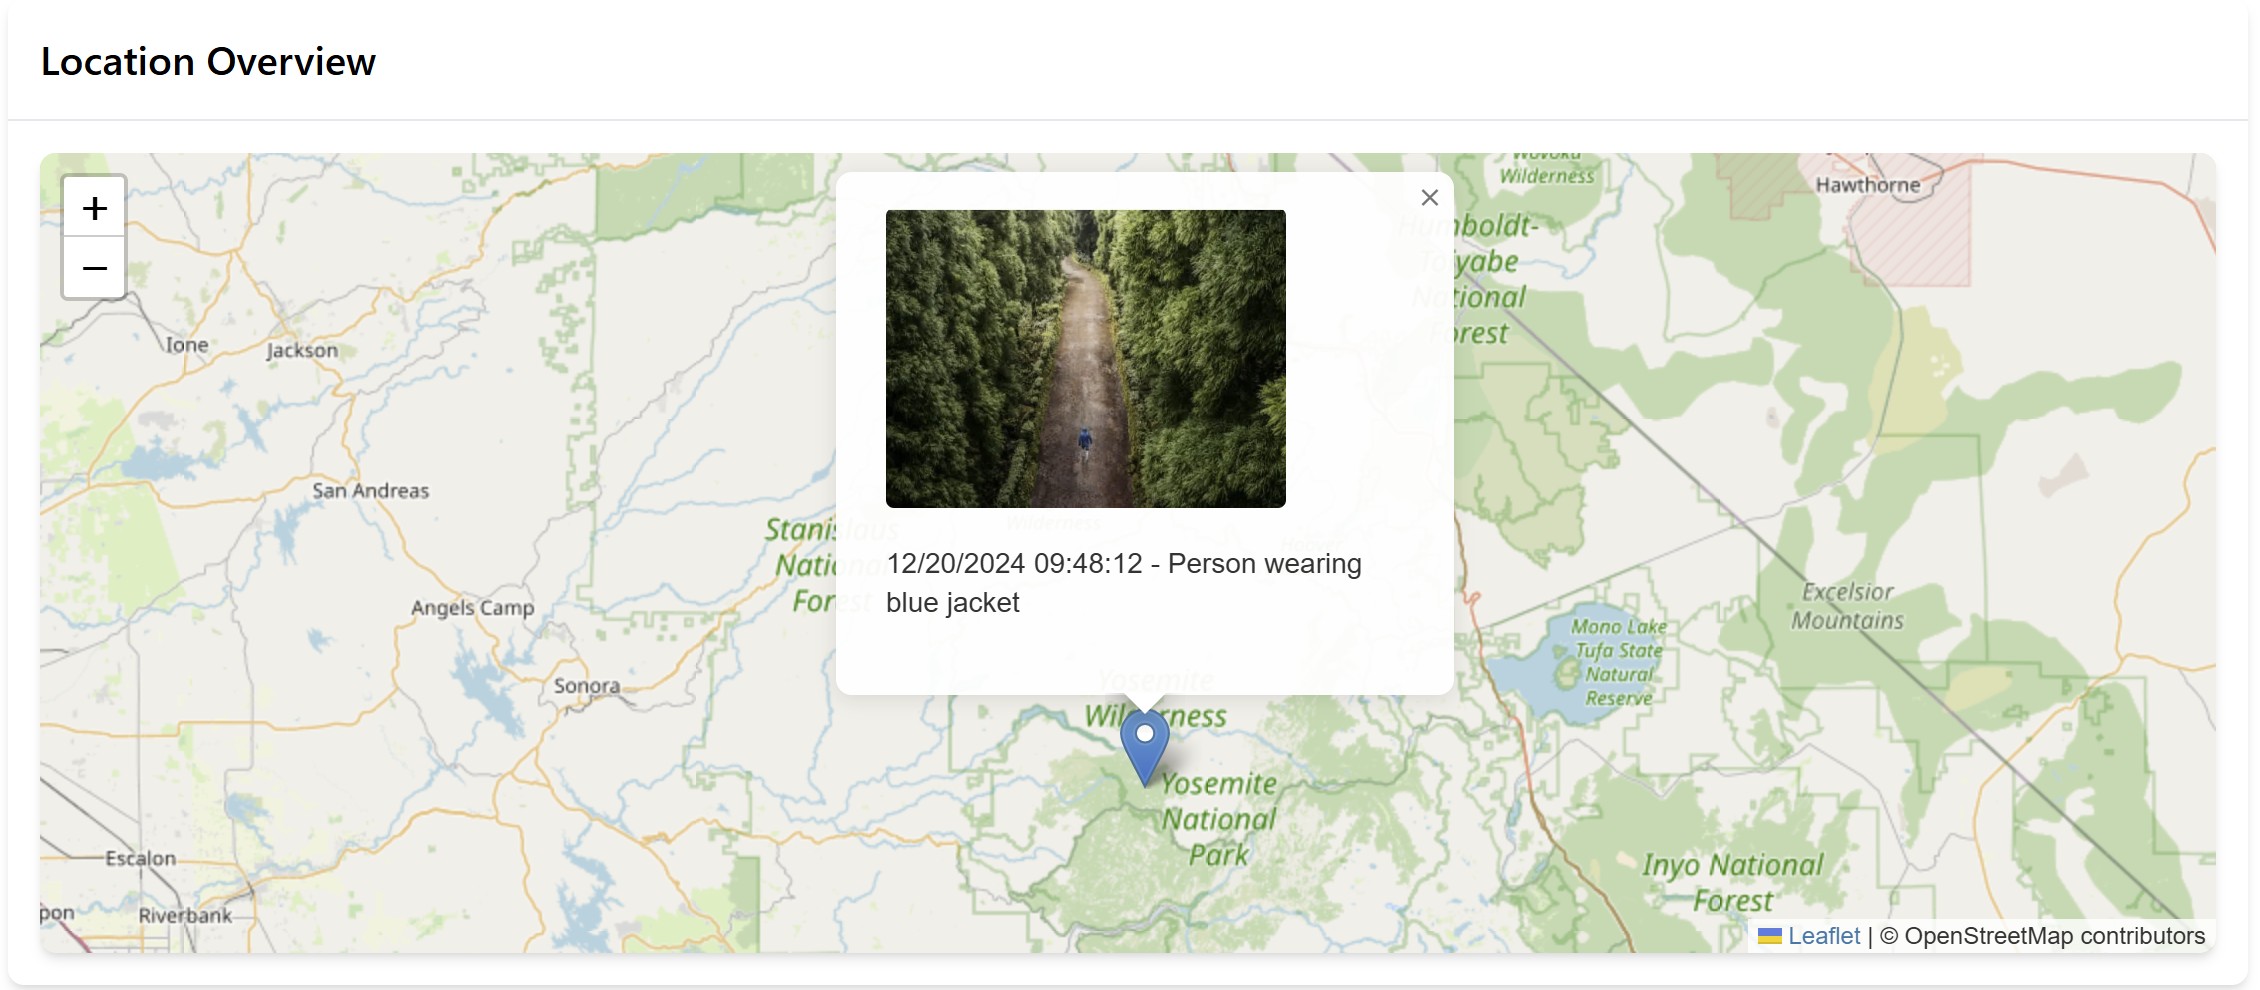 Location Overview
+
−
×
12/20/2024 09:48:12 - Person wearing
blue jacket
Wovoka
Wilderness
Hawthorne
Humboldt-
Toiyabe
National
Forest
Ione
Jackson
San Andreas
Stanislaus
National
Forest
Wilderness
Angels Camp
Sonora
Excelsior
Mountains
Mono Lake
Tufa State
Natural
Reserve
Yosemite
Wilderness
Yosemite
National
Park
Escalon
Riverbank
pon
Inyo National
Forest
Leaflet | © OpenStreetMap contributors